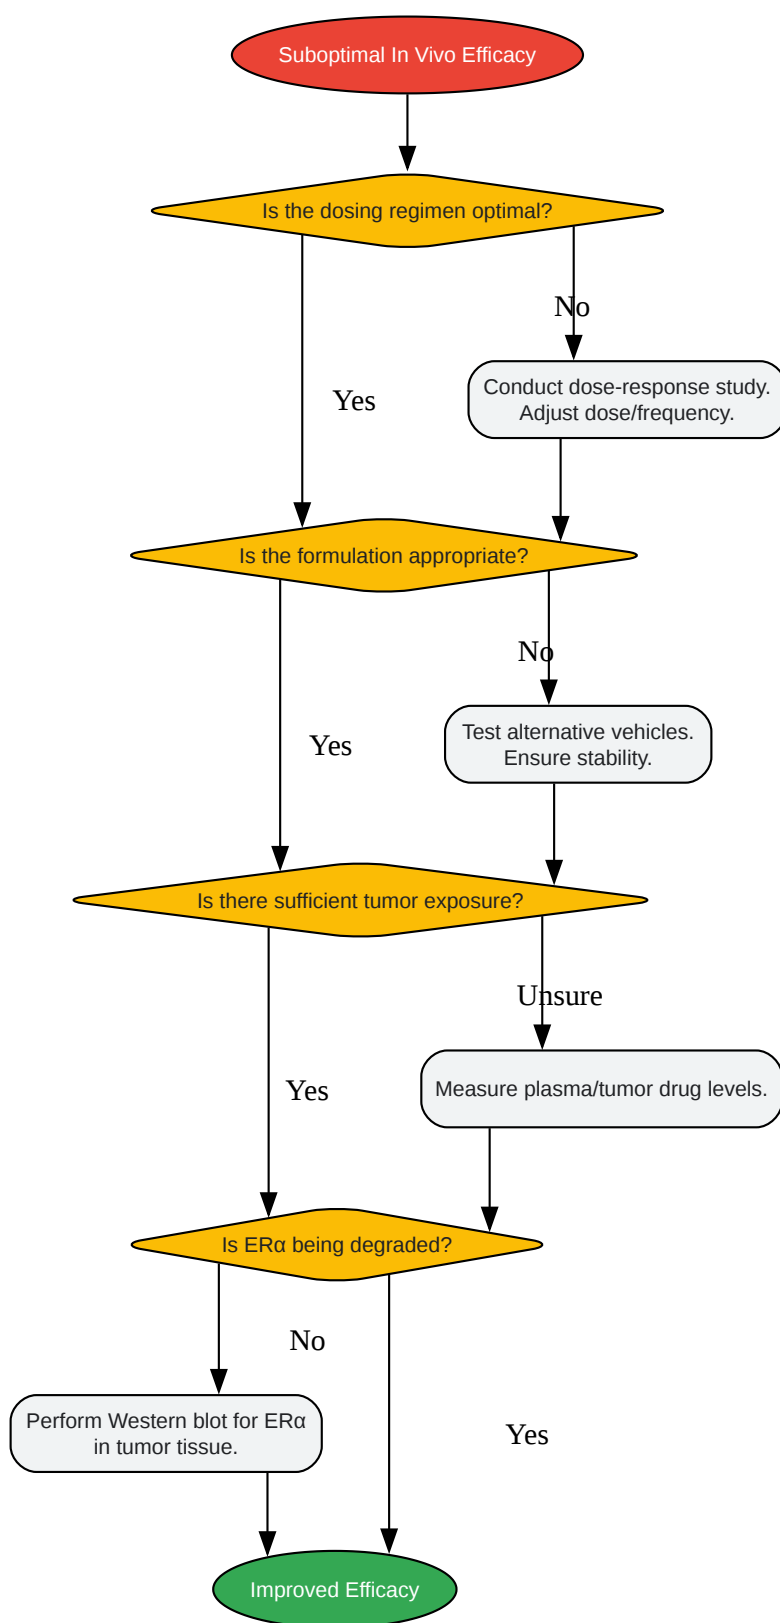 Suboptimal In Vivo Efficacy
Is the dosing regimen optimal?
No
Conduct dose-response study.
Adjust dose/frequency.
Yes
Is the formulation appropriate?
No
Test alternative vehicles.
Ensure stability.
Yes
Is there sufficient tumor exposure?
Unsure
Measure plasma/tumor drug levels.
Yes
Is ERα being degraded?
No
Perform Western blot for ERα
in tumor tissue.
Yes
Improved Efficacy